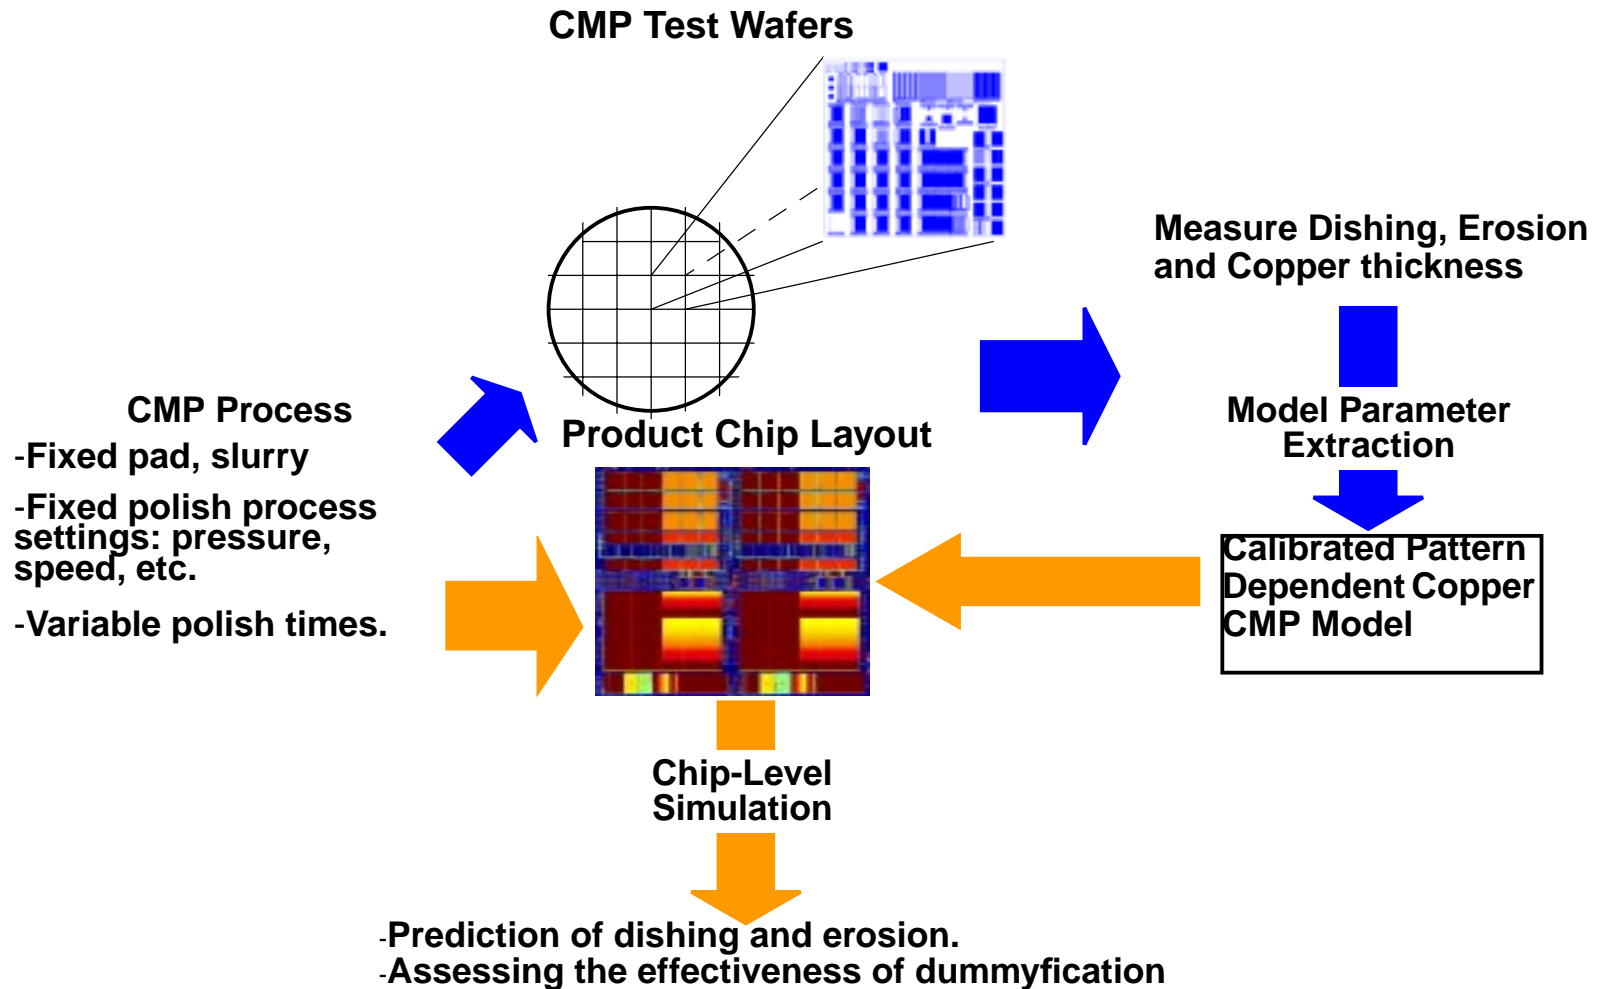 CMP Test Wafers
Measure Dishing, Erosion
and Copper thickness
CMP Process
-Fixed pad, slurry
-Fixed polish process
settings: pressure,
speed, etc.
-Variable polish times.
Product Chip Layout
Model Parameter
Extraction
Calibrated Pattern
Dependent Copper
CMP Model
Chip-Level
Simulation
-Prediction of dishing and erosion.
-Assessing the effectiveness of dummyfication